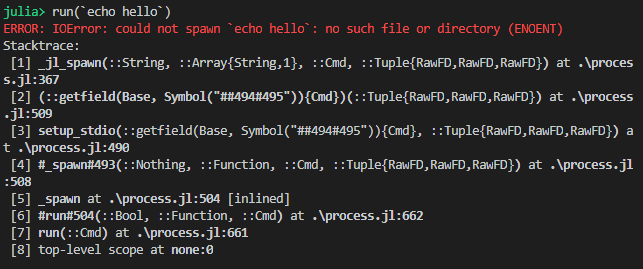 julia> run(`echo hello`)
ERROR: IOError: could not spawn `echo hello`: no such file or directory (ENOENT)
Stacktrace:
 [1] _jl_spawn(::String, ::Array{String,1}, ::Cmd, ::Tuple{RawFD,RawFD,RawFD}) at .\proces
s.jl:367
 [2] (::getfield(Base, Symbol("##494#495")){Cmd})(::Tuple{RawFD,RawFD,RawFD}) at .\process
.jl:509
 [3] setup_stdio(::getfield(Base, Symbol("##494#495")){Cmd}, ::Tuple{RawFD,RawFD,RawFD}) a
t .\process.jl:490
 [4] #_spawn#493(::Nothing, ::Function, ::Cmd, ::Tuple{RawFD,RawFD,RawFD}) at .\process.jl
:508
 [5] _spawn at .\process.jl:504 [inlined]
 [6] #run#504(::Bool, ::Function, ::Cmd) at .\process.jl:662
 [7] run(::Cmd) at .\process.jl:661
 [8] top-level scope at none:0